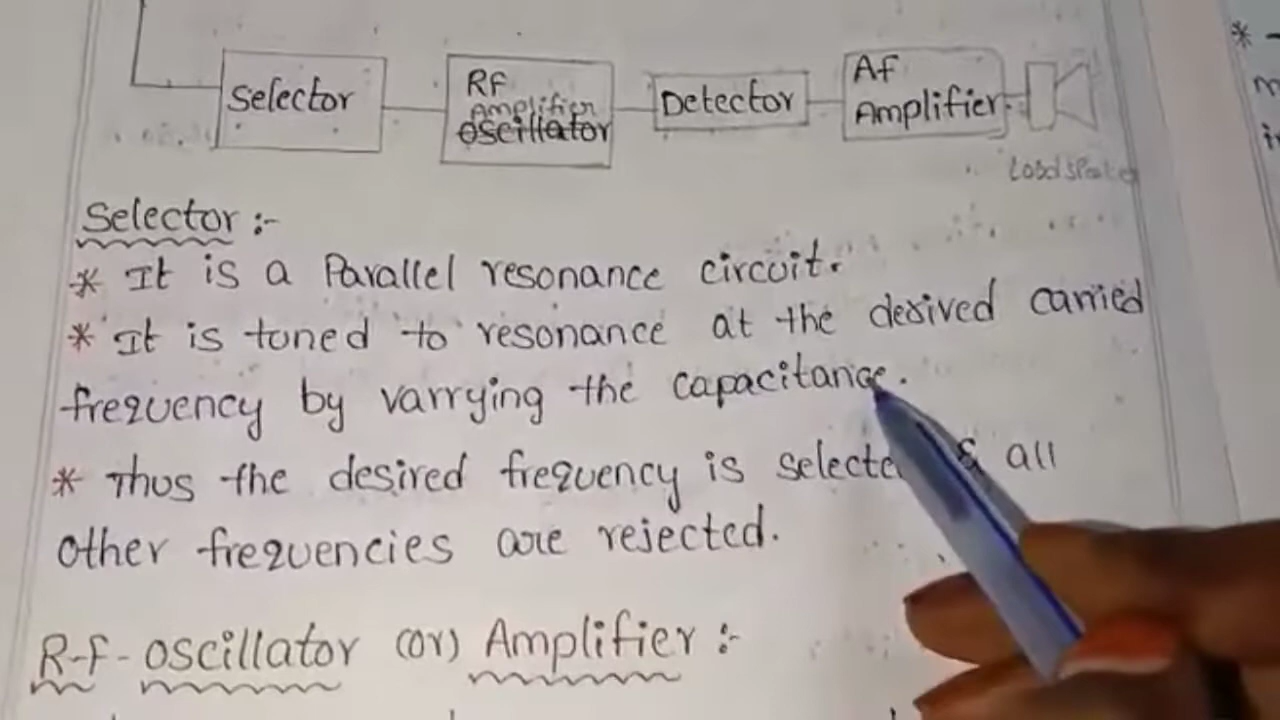 Selector
RF
Amplifier
oscillator
Detector
Af
Amplifier
Selector :-
* It is a Parallel resonance circuit.
* It is tuned to resonance at the desired carried
frequency by varrying the capacitance.
* Thus the desired frequency is selected & all
other frequencies are rejected.
R-F- oscillator (or) Amplifier :-